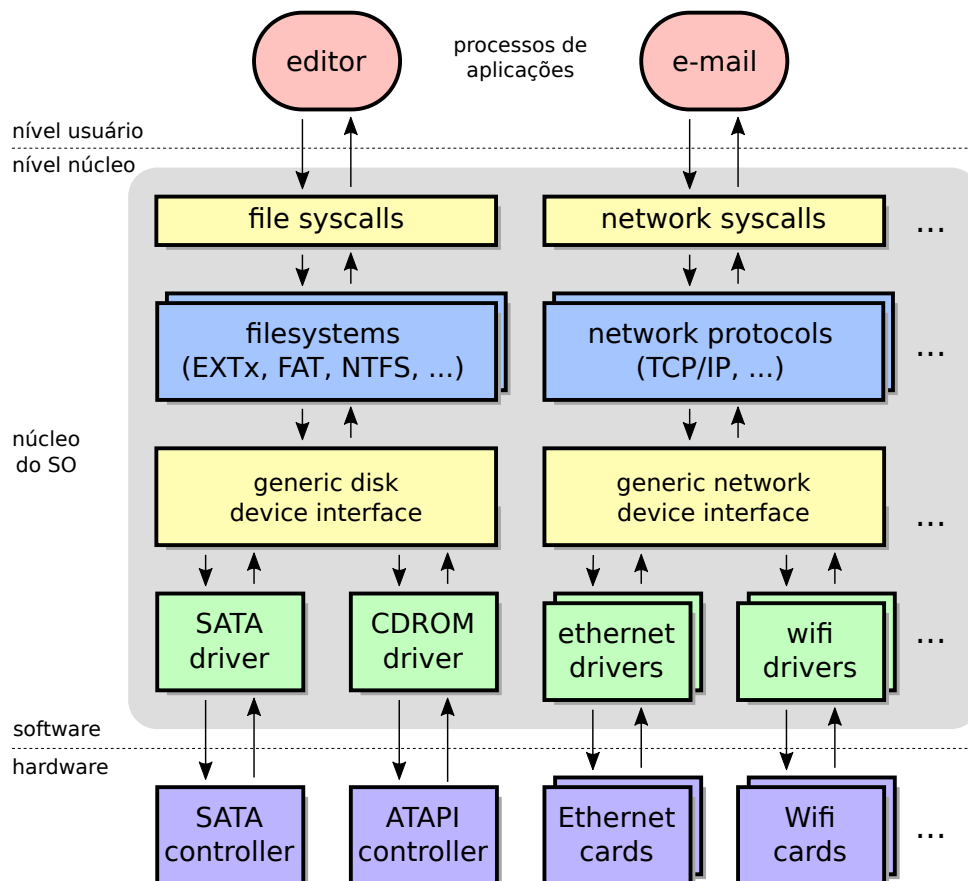 editor
processos de
aplicações
e-mail
nível usuário
nível núcleo
file syscalls
network syscalls
...
filesystems
(EXTx, FAT, NTFS, ...)
network protocols
(TCP/IP, ...)
...
núcleo
do SO
generic disk
device interface
generic network
device interface
...
SATA
driver
CDROM
driver
ethernet
drivers
wifi
drivers
...
software
hardware
SATA
controller
ATAPI
controller
Ethernet
cards
Wifi
cards
...